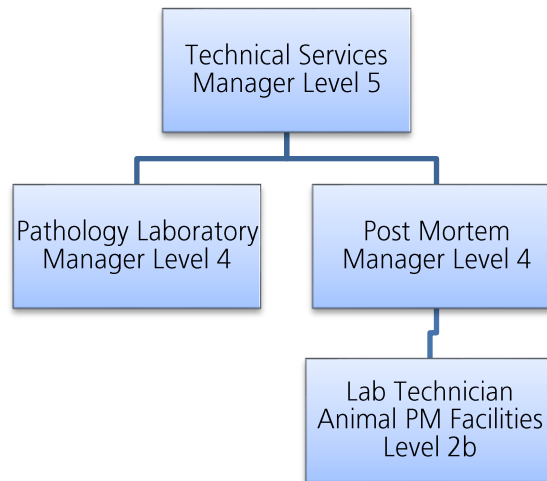 Technical Services
Manager Level 5
Pathology Laboratory
Manager Level 4
Post Mortem
Manager Level 4
Lab Technician
Animal PM Facilities
Level 2b